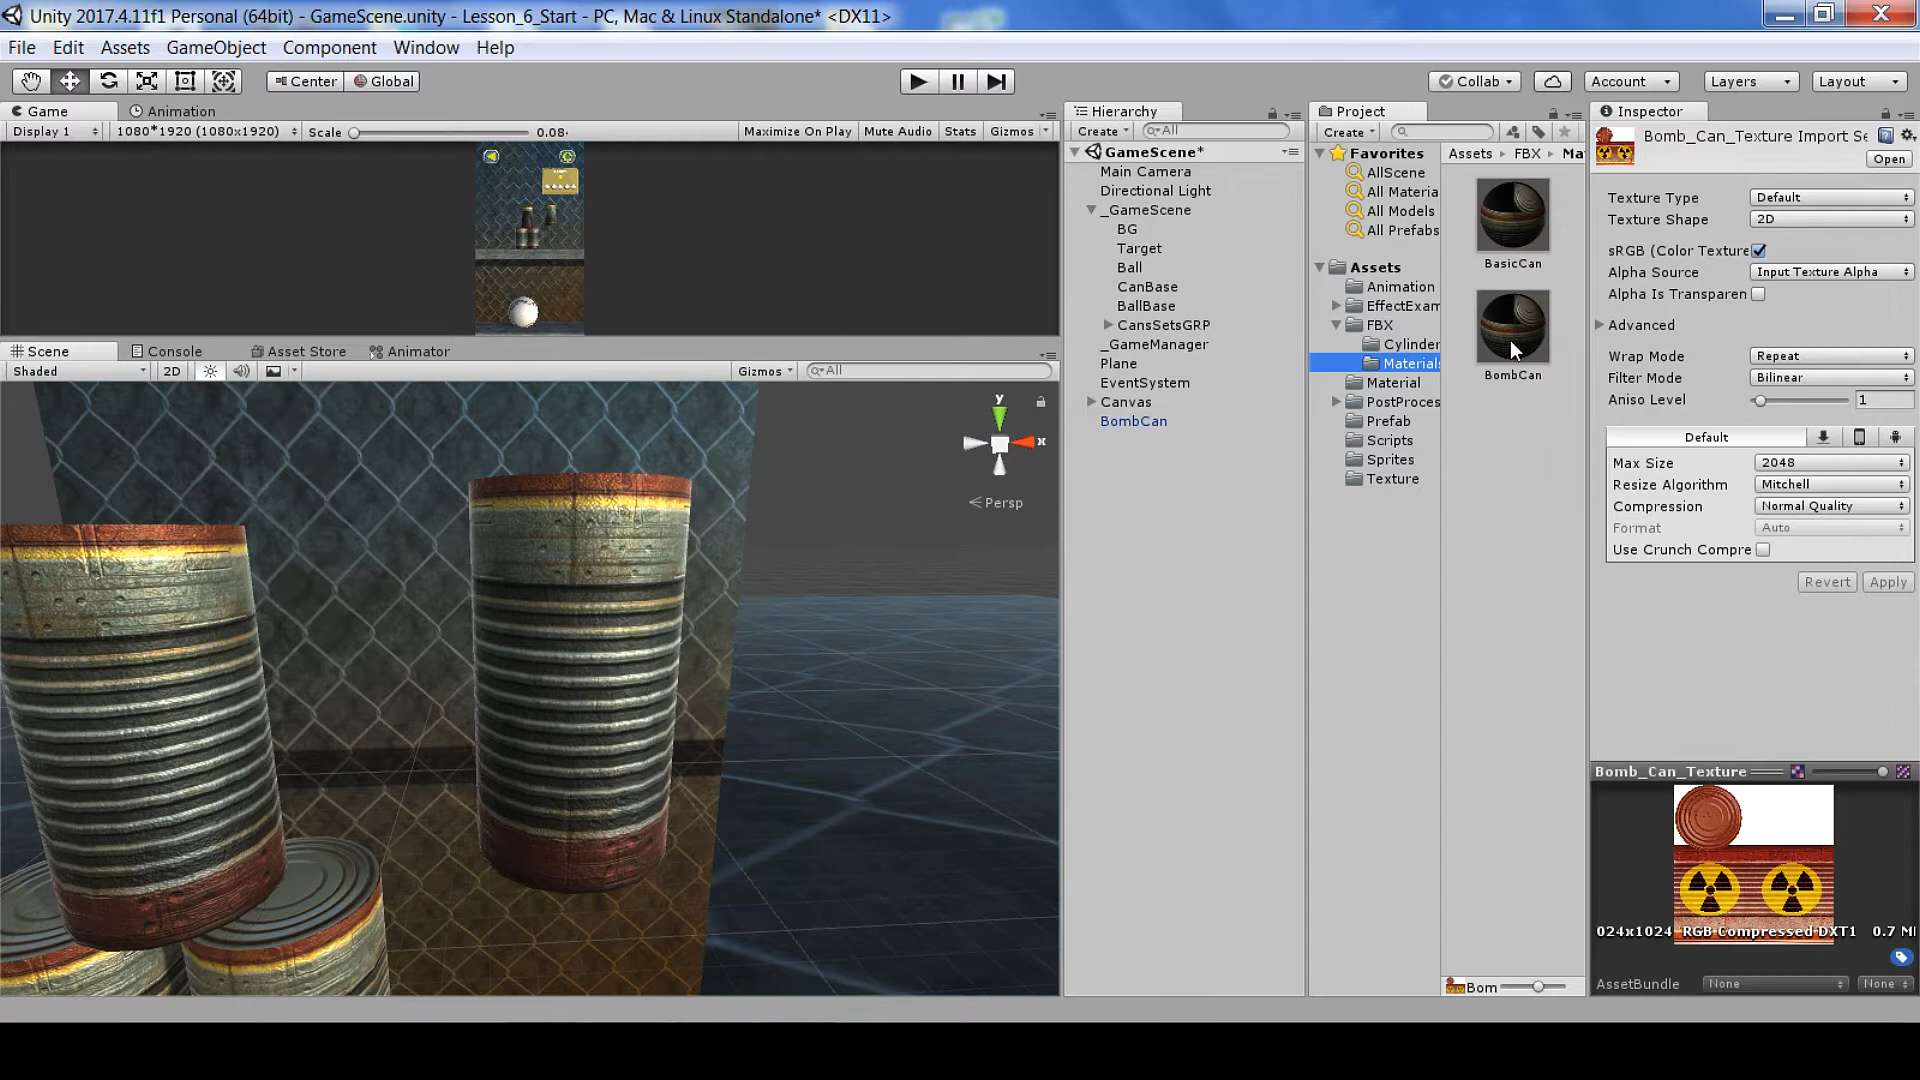 Unity 2017.4.11f1 Personal (64bit) - GameScene.unity - Lesson_6_Start - PC, Mac & Linux Standalone* <DX11>
File Edit Assets GameObject Component Window Help
Center Global Collab Account Layers Layout
Game Animation
Display 1 1080*1920 (1080x1920) Scale 0.08 Maximize On Play Mute Audio Stats Gizmos
Scene Console Asset Store Animator
Shaded 2D Gizmos All
y
x
Persp
Hierarchy
Create All
GameScene*
Main Camera
Directional Light
_GameScene
BG
Target
Ball
CanBase
BallBase
CansSetsGRP
_GameManager
Plane
EventSystem
Canvas
BombCan
Project
Create
Favorites
AllScene
All Materia
All Models
All Prefabs
Assets
Animation
EffectExam
FBX
Cylinder
Materials
Material
PostProces
Prefab
Scripts
Sprites
Texture
Assets FBX Ma
BasicCan
BombCan
Bom
Inspector
Bomb_Can_Texture Import Se
Open
Texture Type Default
Texture Shape 2D
sRGB (Color Texture
Alpha Source Input Texture Alpha
Alpha Is Transparen
Advanced
Wrap Mode Repeat
Filter Mode Bilinear
Aniso Level 1
Default
Max Size 2048
Resize Algorithm Mitchell
Compression Normal Quality
Format Auto
Use Crunch Compre
Revert Apply
Bomb_Can_Texture
024x1024 RGB Compressed DXT1 0.7 M
AssetBundle None None